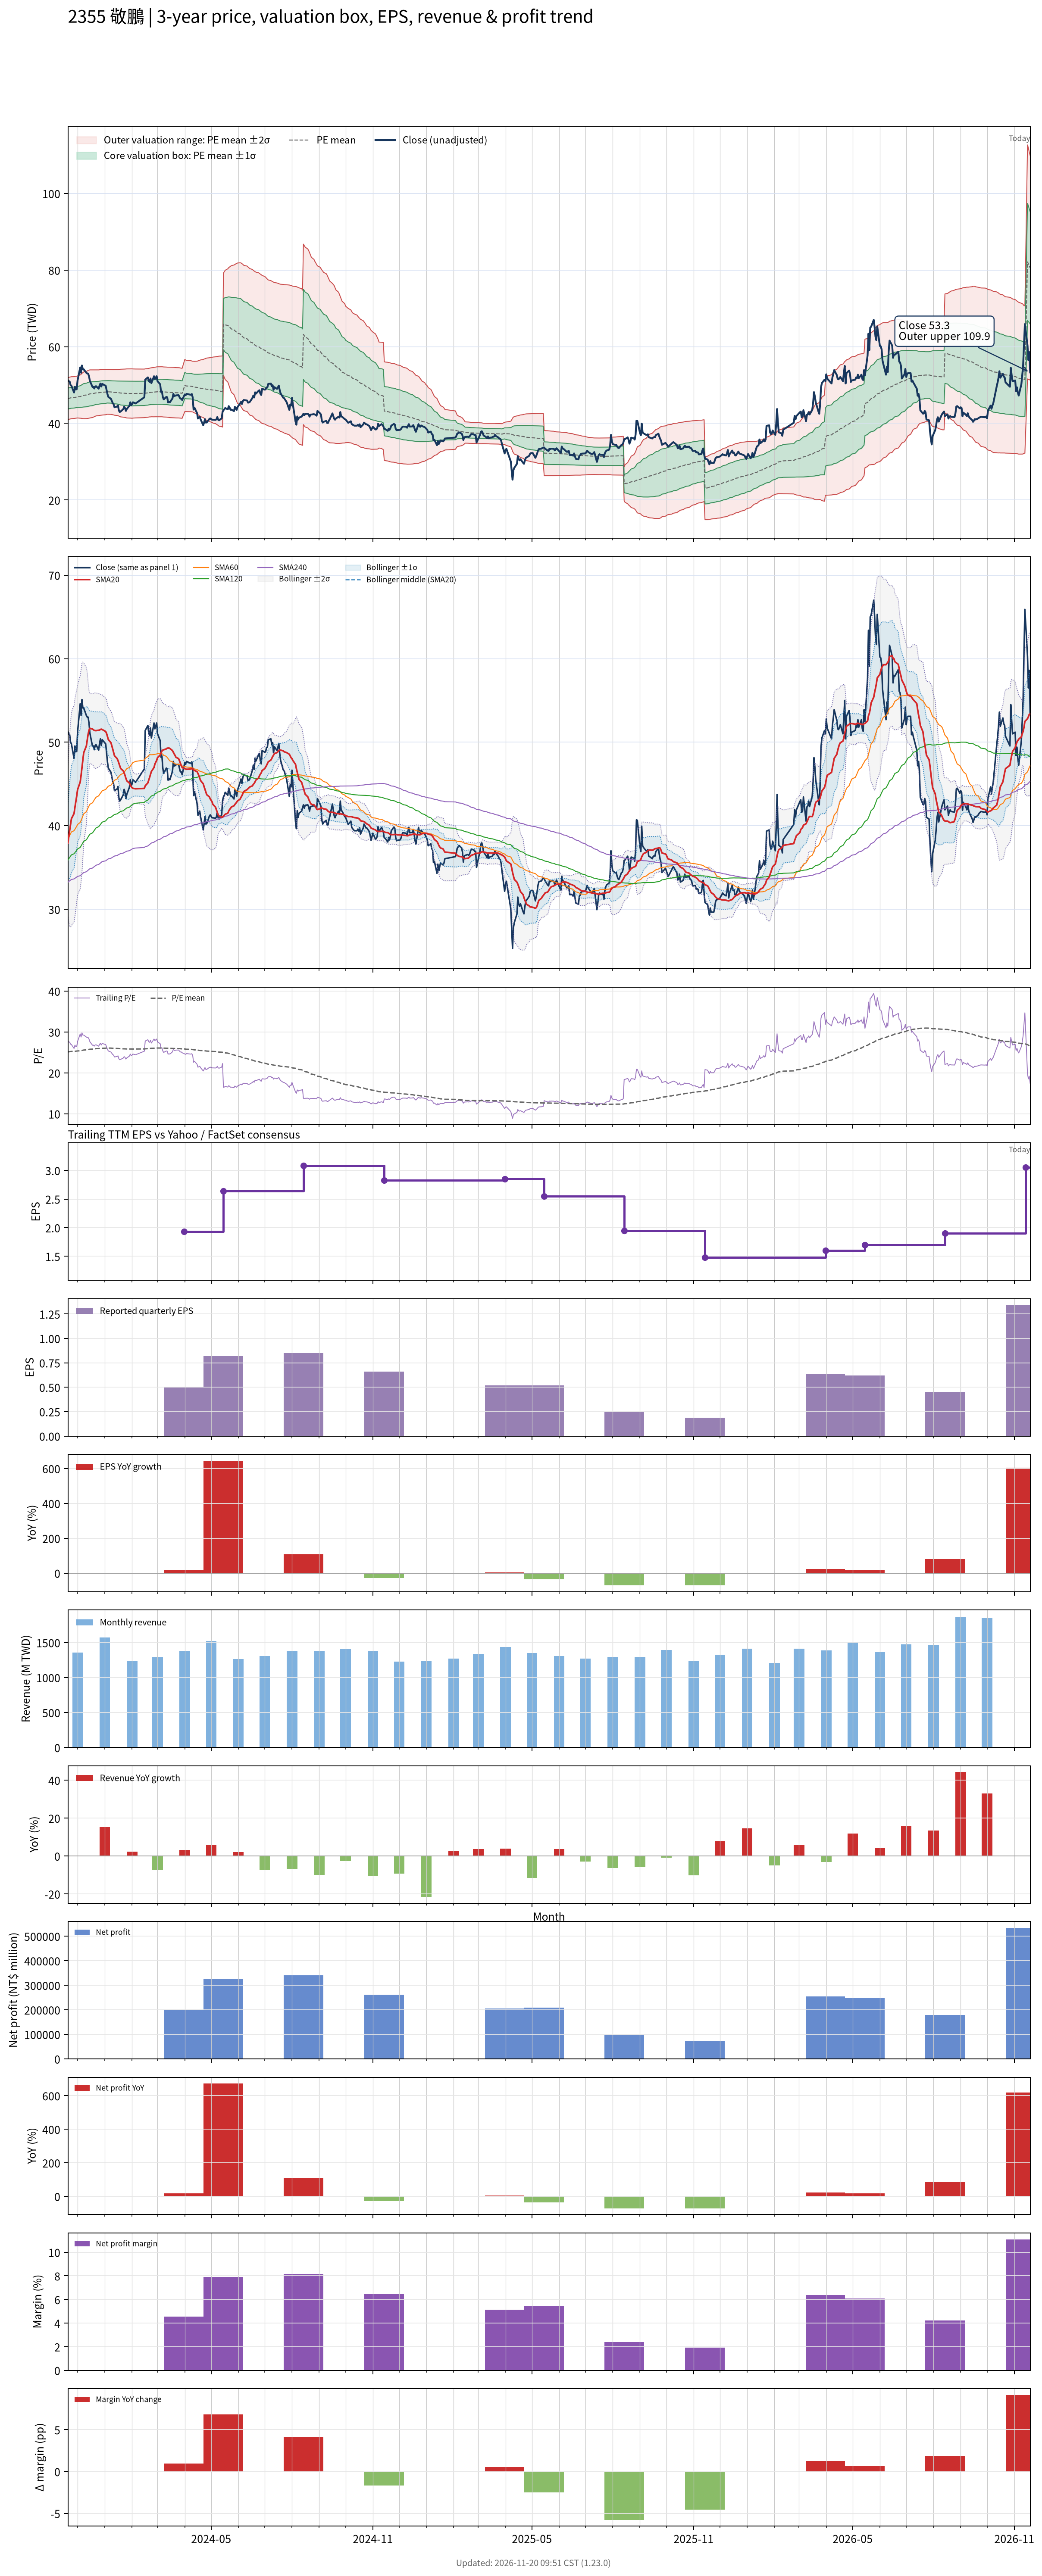 2355 敬鵬 | 3-year price, valuation box, EPS, revenue & profit trend
Outer valuation range: PE mean ±2σ
Core valuation box: PE mean ±1σ
PE mean
Close (unadjusted)
Today
Close 53.3
Outer upper 109.9
Price (TWD)
100
80
60
40
20
Close (same as panel 1)
SMA20
SMA60
SMA120
SMA240
Bollinger ±2σ
Bollinger ±1σ
Bollinger middle (SMA20)
Price
70
60
50
40
30
Trailing P/E
P/E mean
P/E
40
30
20
10
Trailing TTM EPS vs Yahoo / FactSet consensus
Today
EPS
3.0
2.5
2.0
1.5
Reported quarterly EPS
EPS
1.25
1.00
0.75
0.50
0.25
0.00
EPS YoY growth
YoY (%)
600
400
200
0
Monthly revenue
Revenue (M TWD)
1500
1000
500
0
Revenue YoY growth
YoY (%)
40
20
0
-20
Month
Net profit
Net profit (NT$ million)
500000
400000
300000
200000
100000
0
Net profit YoY
YoY (%)
600
400
200
0
Net profit margin
Margin (%)
10
8
6
4
2
0
Margin YoY change
Δ margin (pp)
5
0
-5
2024-05
2024-11
2025-05
2025-11
2026-05
2026-11
Updated: 2026-11-20 09:51 CST (1.23.0)